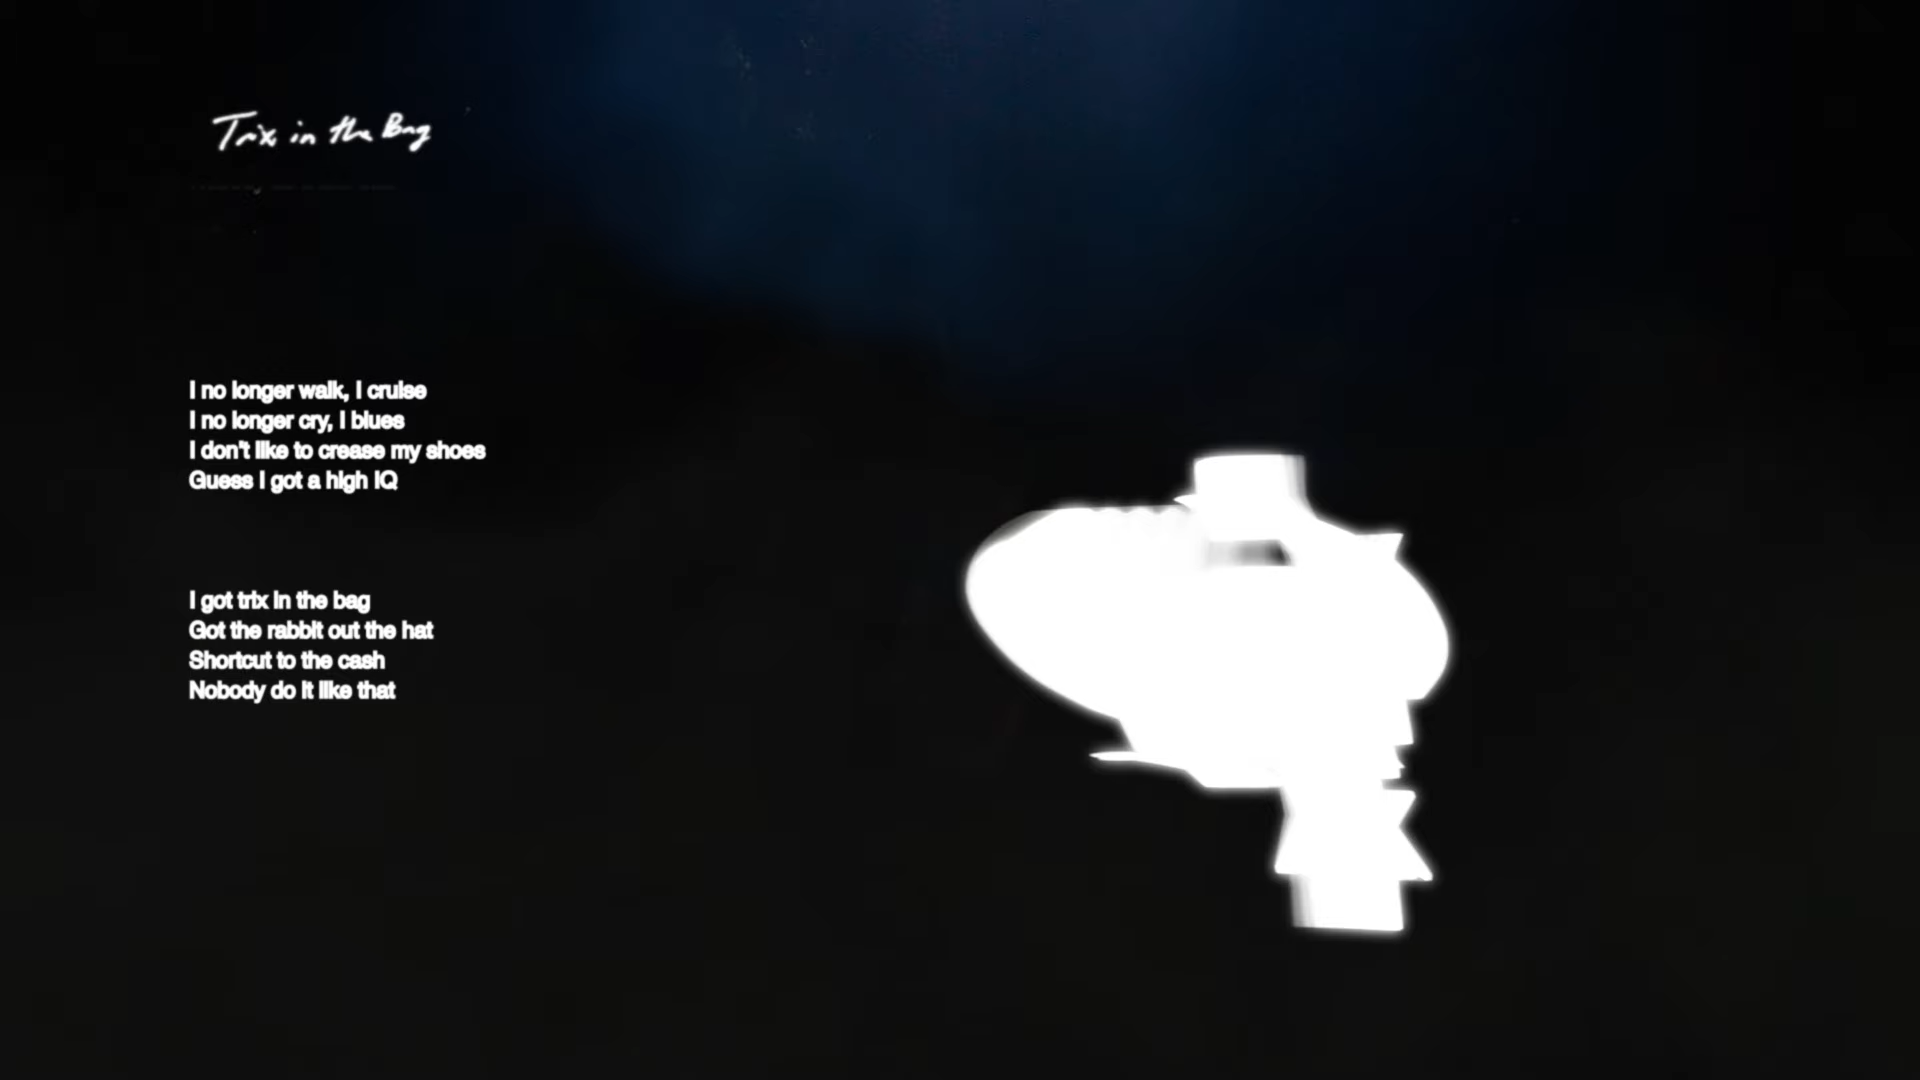 Trix in the Bag
I no longer walk, I cruise
I no longer cry, I blues
I don't like to crease my shoes
Guess I got a high IQ
I got trix in the bag
Got the rabbit out the hat
Shortcut to the cash
Nobody do it like that